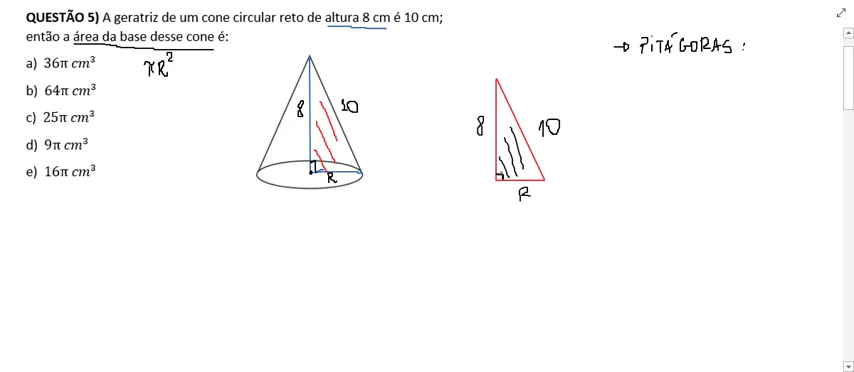 QUESTÃO 5) A geratriz de um cone circular reto de altura 8 cm é 10 cm;
então a área da base desse cone é:
a) 36π cm³
b) 64π cm³
c) 25π cm³
d) 9π cm³
e) 16π cm³
πR²
8
10
R
8
10
R
→ PITÁGORAS :